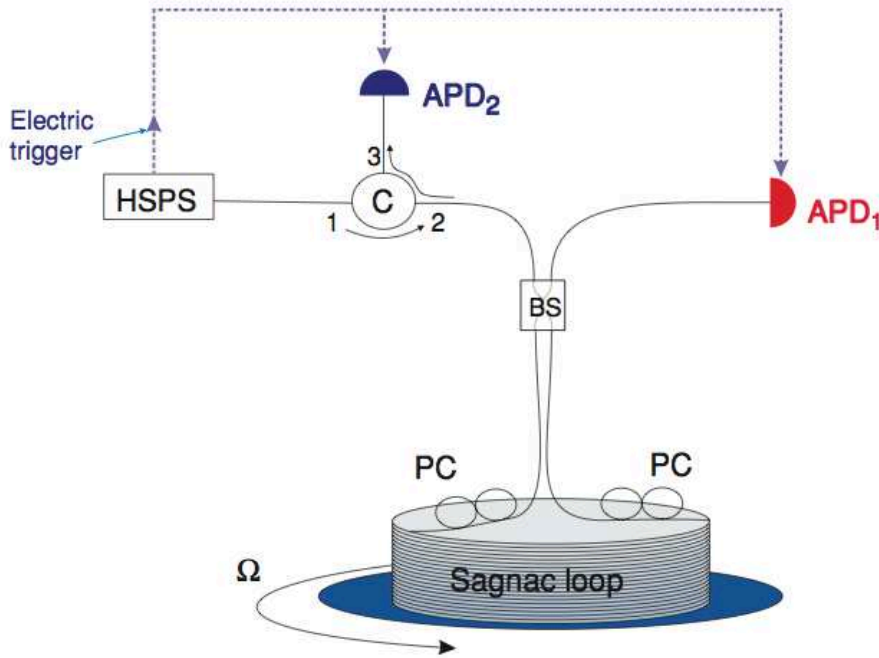 APD₂
Electric
trigger
3
HSPS
C
1
2
APD₁
BS
PC
PC
Ω
Sagnac loop